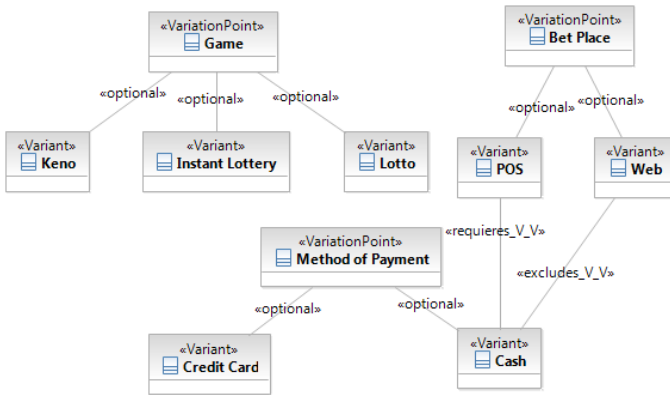 «VariationPoint»
Game
«VariationPoint»
Bet Place
«optional»
«optional»
«optional»
«optional»
«optional»
«Variant»
Keno
«Variant»
Instant Lottery
«Variant»
Lotto
«Variant»
POS
«Variant»
Web
«requieres_V_V»
«VariationPoint»
Method of Payment
«excludes_V_V»
«optional»
«optional»
«Variant»
Credit Card
«Variant»
Cash